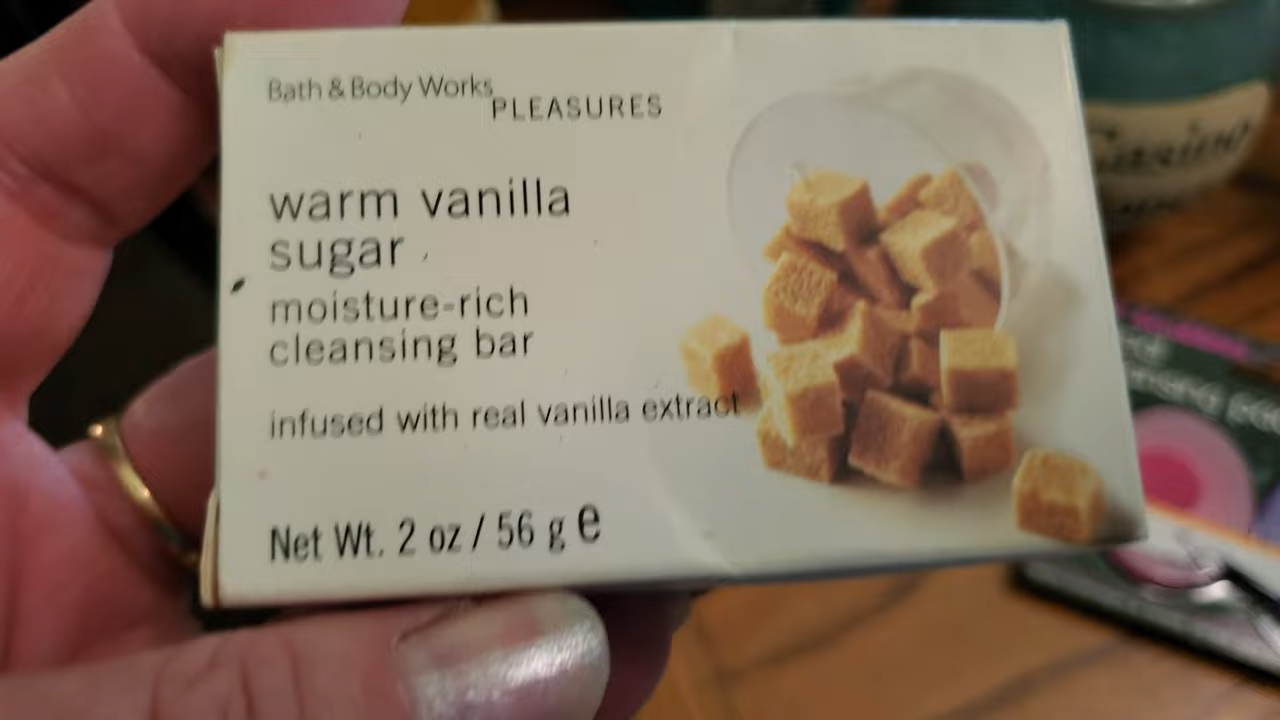 Bath & Body Works
PLEASURES
warm vanilla
sugar
moisture-rich
cleansing bar
infused with real vanilla extract
Net Wt. 2 oz / 56 g e
Casino